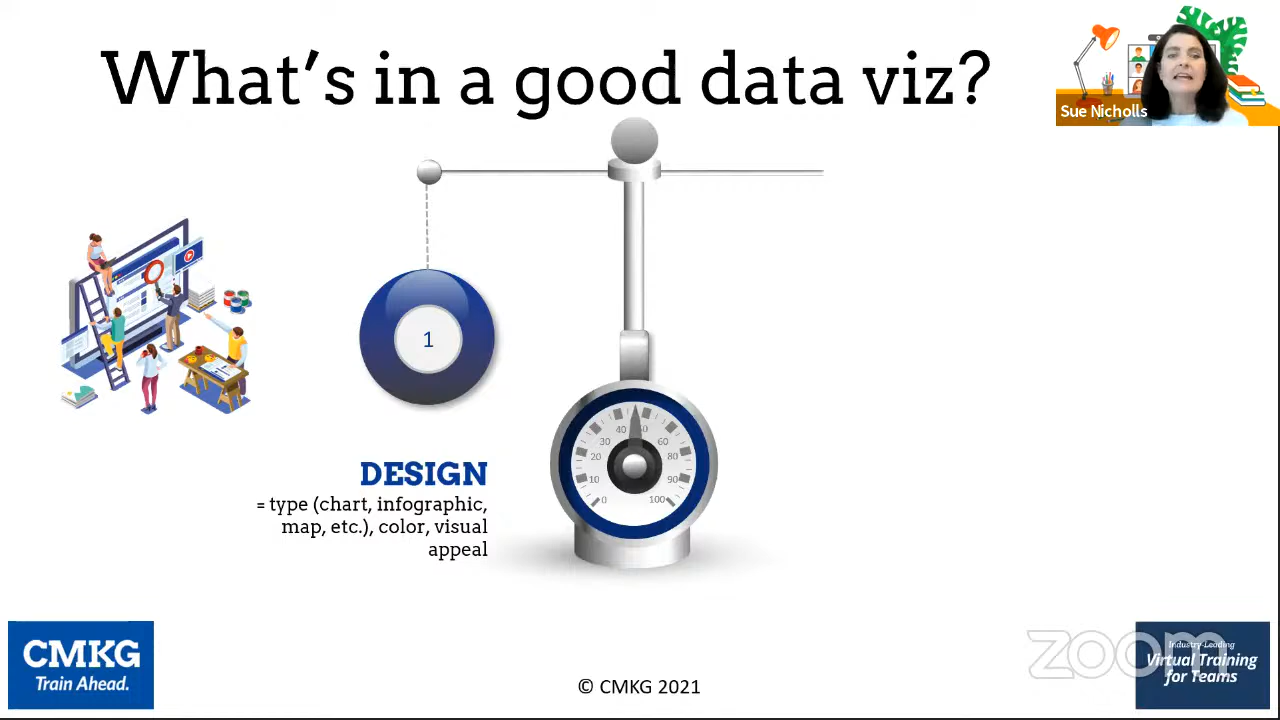 What's in a good data viz?
Sue Nicholls
1
40 50
30 60
20 80
10 90
0 100
DESIGN
= type (chart, infographic,
map, etc.), color, visual
appeal
CMKG
Train Ahead.
© CMKG 2021
zoom
Industry-Leading
Virtual Training
for Teams